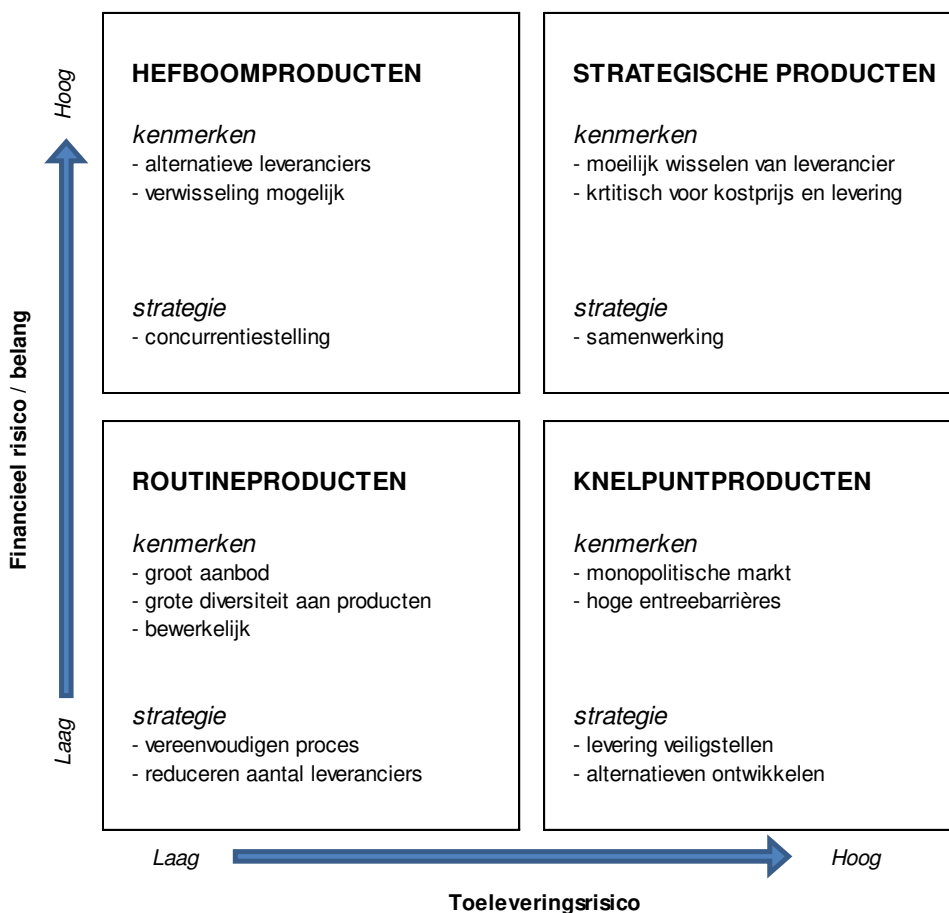 Hoog
Financieel risico / belang
Laag
HEFBOOMPRODUCTEN
kenmerken
- alternatieve leveranciers
- verwisseling mogelijk
strategie
- concurrentiestelling
STRATEGISCHE PRODUCTEN
kenmerken
- moeilijk wisselen van leverancier
- krtitisch voor kostprijs en levering
strategie
- samenwerking
ROUTINEPRODUCTEN
kenmerken
- groot aanbod
- grote diversiteit aan producten
- bewerkelijk
strategie
- vereenvoudigen proces
- reduceren aantal leveranciers
KNELPUNTPRODUCTEN
kenmerken
- monopolitische markt
- hoge entreebarrières
strategie
- levering veiligstellen
- alternatieven ontwikkelen
Laag
Hoog
Toeleveringsrisico